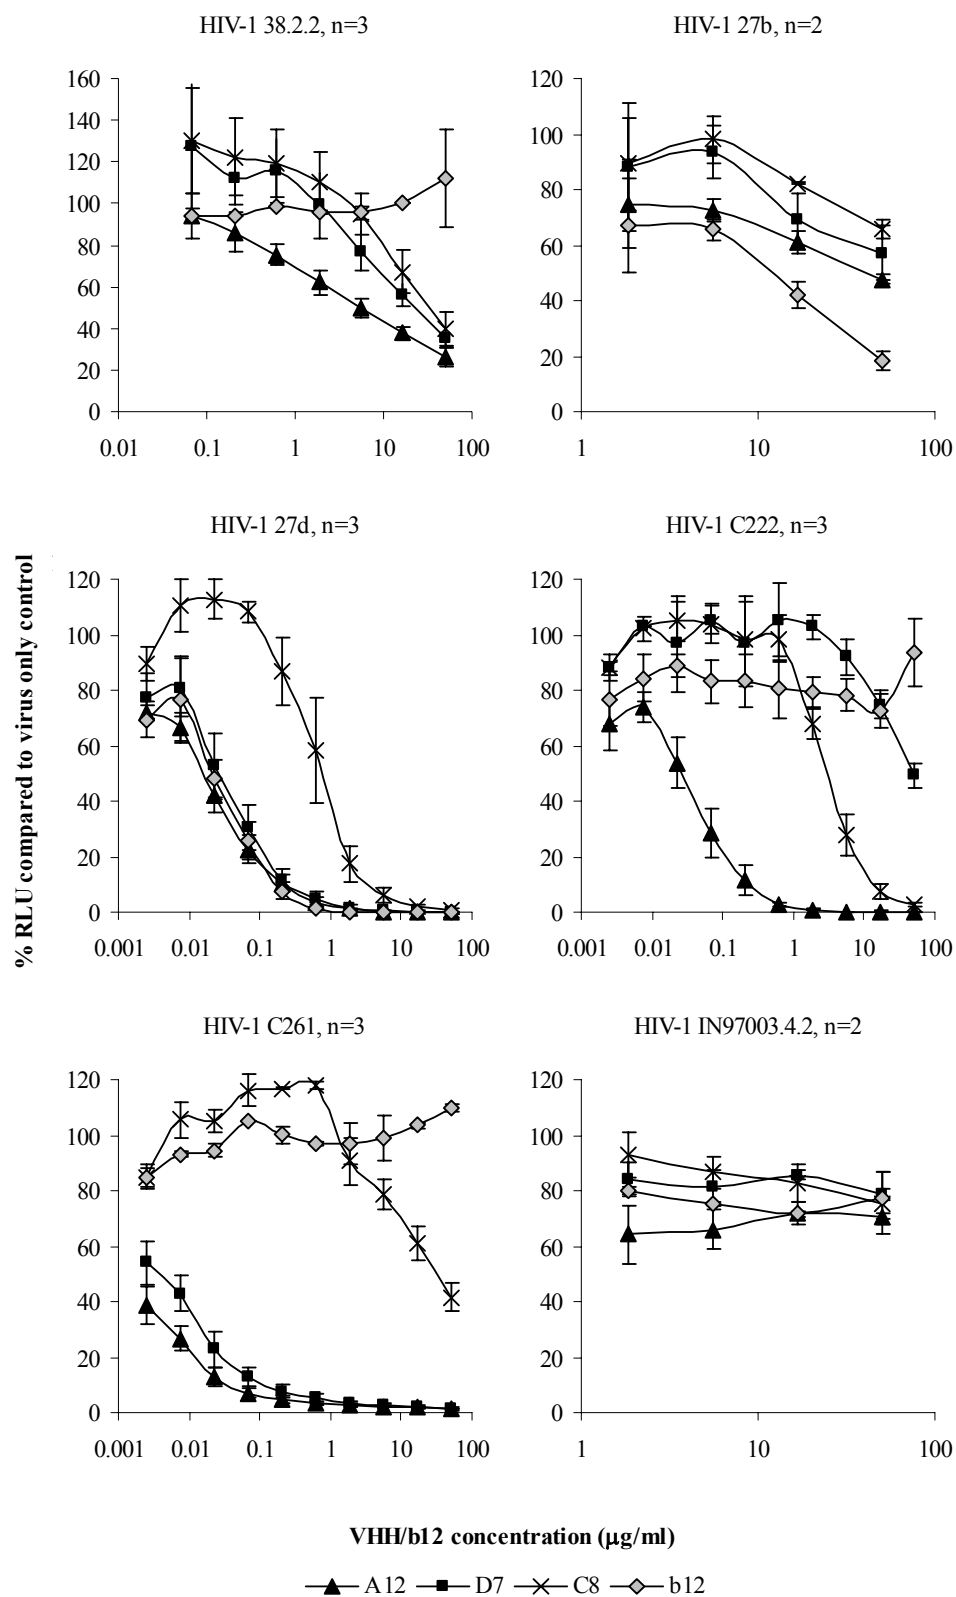 HIV-1 38.2.2, n=3
160
140
120
100
80
60
40
20
0
0.01 0.1 1 10 100
HIV-1 27b, n=2
120
100
80
60
40
20
0
1 10 100
% RLU compared to virus only control
HIV-1 27d, n=3
120
100
80
60
40
20
0
0.001 0.01 0.1 1 10 100
HIV-1 C222, n=3
120
100
80
60
40
20
0
0.001 0.01 0.1 1 10 100
HIV-1 C261, n=3
120
100
80
60
40
20
0
0.001 0.01 0.1 1 10 100
HIV-1 IN97003.4.2, n=2
120
100
80
60
40
20
0
1 10 100
VHH/b12 concentration (µg/ml)
A12 D7 C8 b12